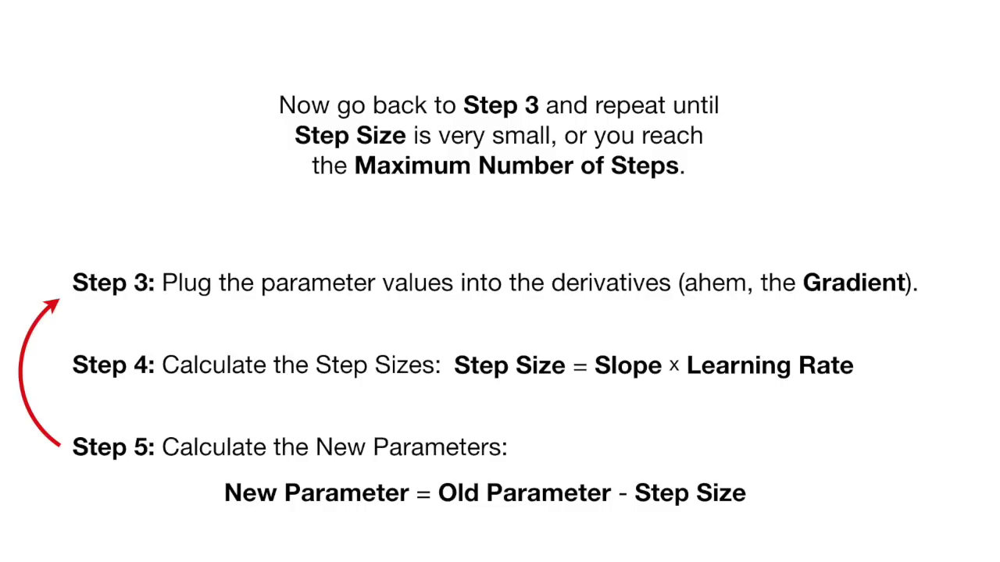 Now go back to Step 3 and repeat until
Step Size is very small, or you reach
the Maximum Number of Steps.
Step 3: Plug the parameter values into the derivatives (ahem, the Gradient).
Step 4: Calculate the Step Sizes: Step Size = Slope x Learning Rate
Step 5: Calculate the New Parameters:
New Parameter = Old Parameter - Step Size